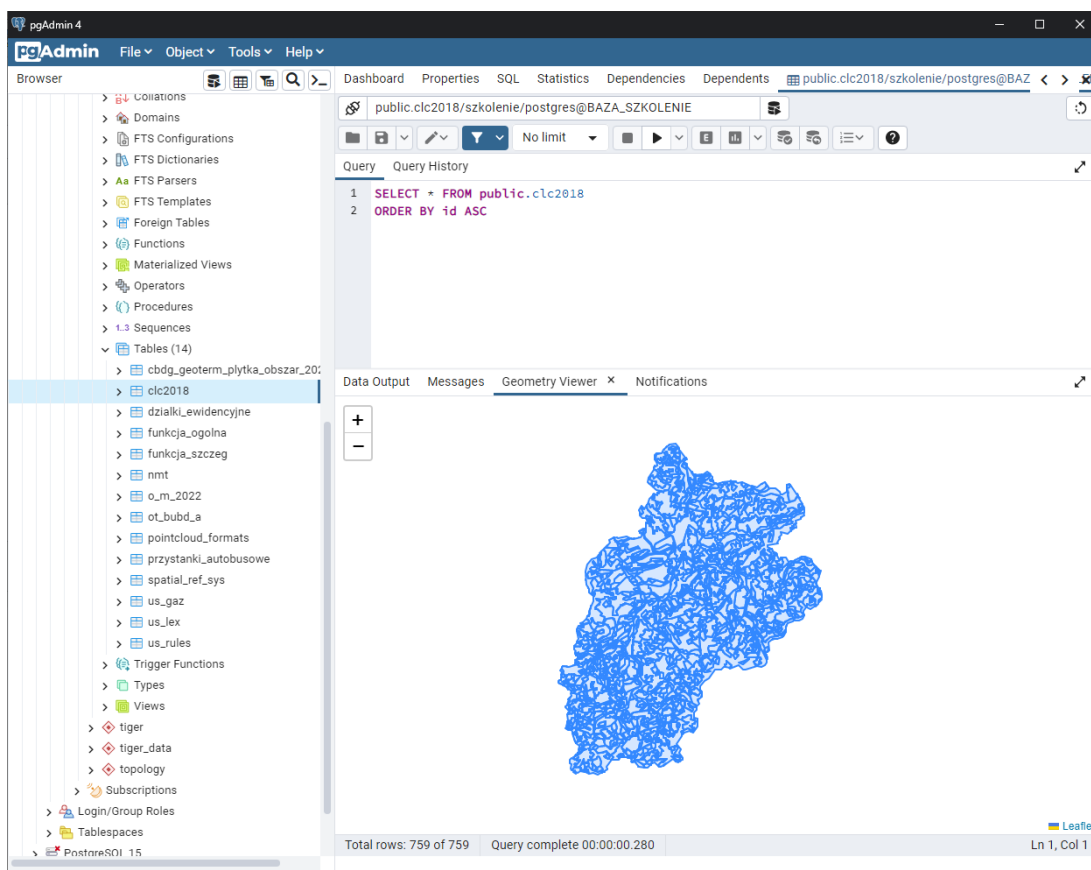 pgAdmin 4
pgAdmin File Object Tools Help
Browser
Dashboard Properties SQL Statistics Dependencies Dependents public.clc2018/szkolenie/postgres@BAZ
public.clc2018/szkolenie/postgres@BAZA_SZKOLENIE
No limit
Query Query History
1 SELECT * FROM public.clc2018
2 ORDER BY id ASC
Collations
Domains
FTS Configurations
FTS Dictionaries
Aa FTS Parsers
FTS Templates
Foreign Tables
Functions
Materialized Views
Operators
Procedures
1..3 Sequences
Tables (14)
cbdg_geoterm_plytka_obszar_202
clc2018
dzialki_ewidencyjne
funkcja_ogolna
funkcja_szczeg
nmt
o_m_2022
ot_bubd_a
pointcloud_formats
przystanki_autobusowe
spatial_ref_sys
us_gaz
us_lex
us_rules
Trigger Functions
Types
Views
tiger
tiger_data
topology
Subscriptions
Login/Group Roles
Tablespaces
PostgreSQL 15
Data Output Messages Geometry Viewer Notifications
+
−
Leafle
Total rows: 759 of 759 Query complete 00:00:00.280 Ln 1, Col 1